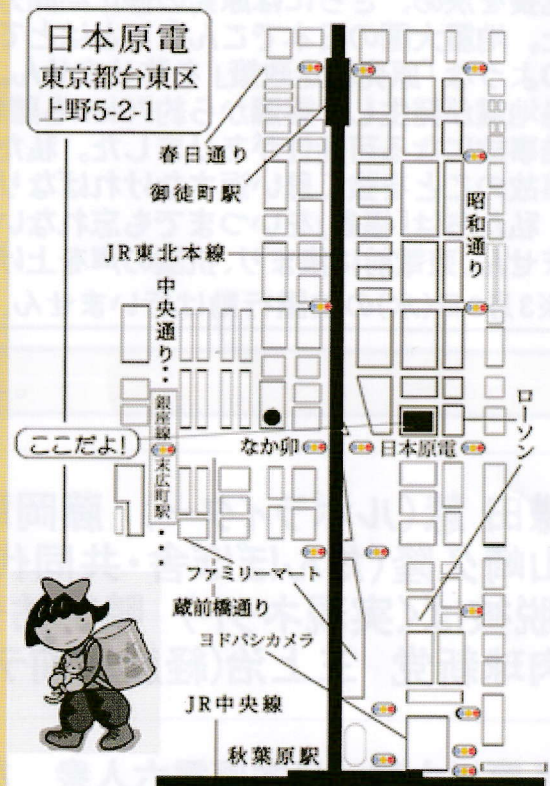 日本原電
東京都台東区
上野5-2-1
春日通り
御徒町駅
昭和通り
JR東北本線
中央通り
銀座線
末広町駅
ローソン
ここだよ!
なか卯
日本原電
ファミリーマート
蔵前橋通り
ヨドバシカメラ
JR中央線
秋葉原駅